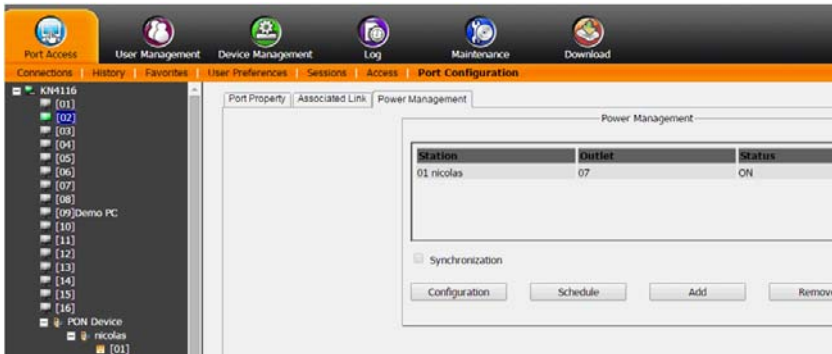 Port Access User Management Device Management Log Maintenance Download
Connections | History | Favorites | User Preferences | Sessions | Access | Port Configuration
KN4116
[01]
[02]
[03]
[04]
[05]
[06]
[07]
[08]
[09]Demo PC
[10]
[11]
[12]
[13]
[14]
[15]
[16]
PON Device
nicolas
[01]
Port Property Associated Link Power Management
Power Management
Station Outlet Status
01 nicolas 07 ON
Synchronization
Configuration Schedule Add Remove